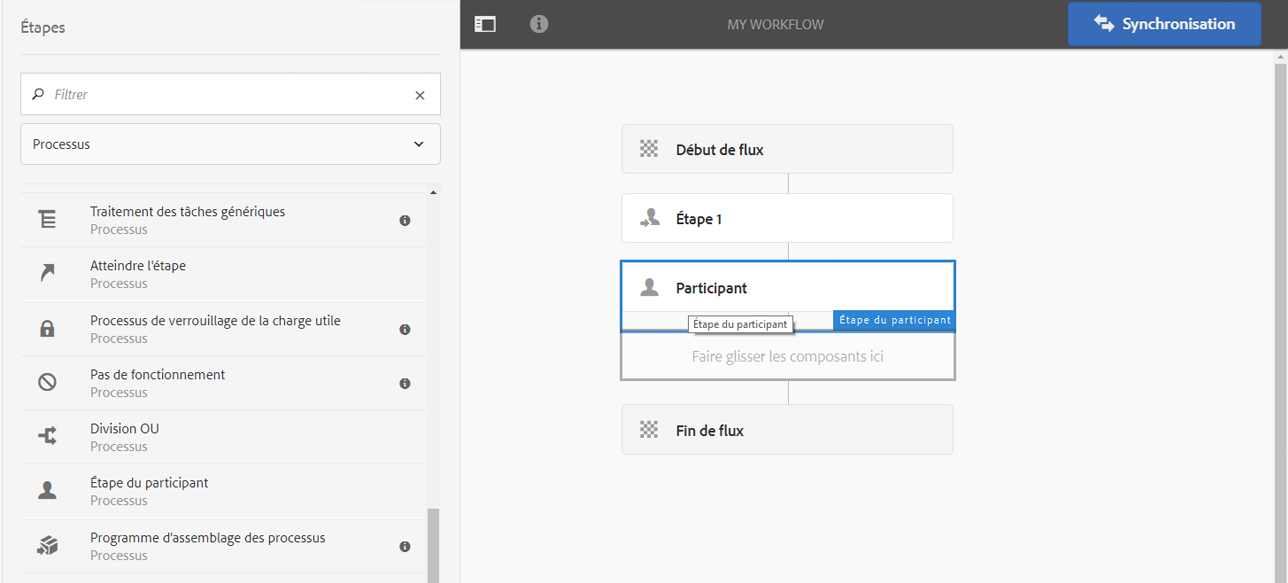 Étapes
Filtrer
Processus
Traitement des tâches génériques
Processus
Atteindre l'étape
Processus
Processus de verrouillage de la charge utile
Processus
Pas de fonctionnement
Processus
Division OU
Processus
Étape du participant
Processus
Programme d'assemblage des processus
Processus
MY WORKFLOW
Synchronisation
Début de flux
Étape 1
Participant
Étape du participant
Étape du participant
Faire glisser les composants ici
Fin de flux